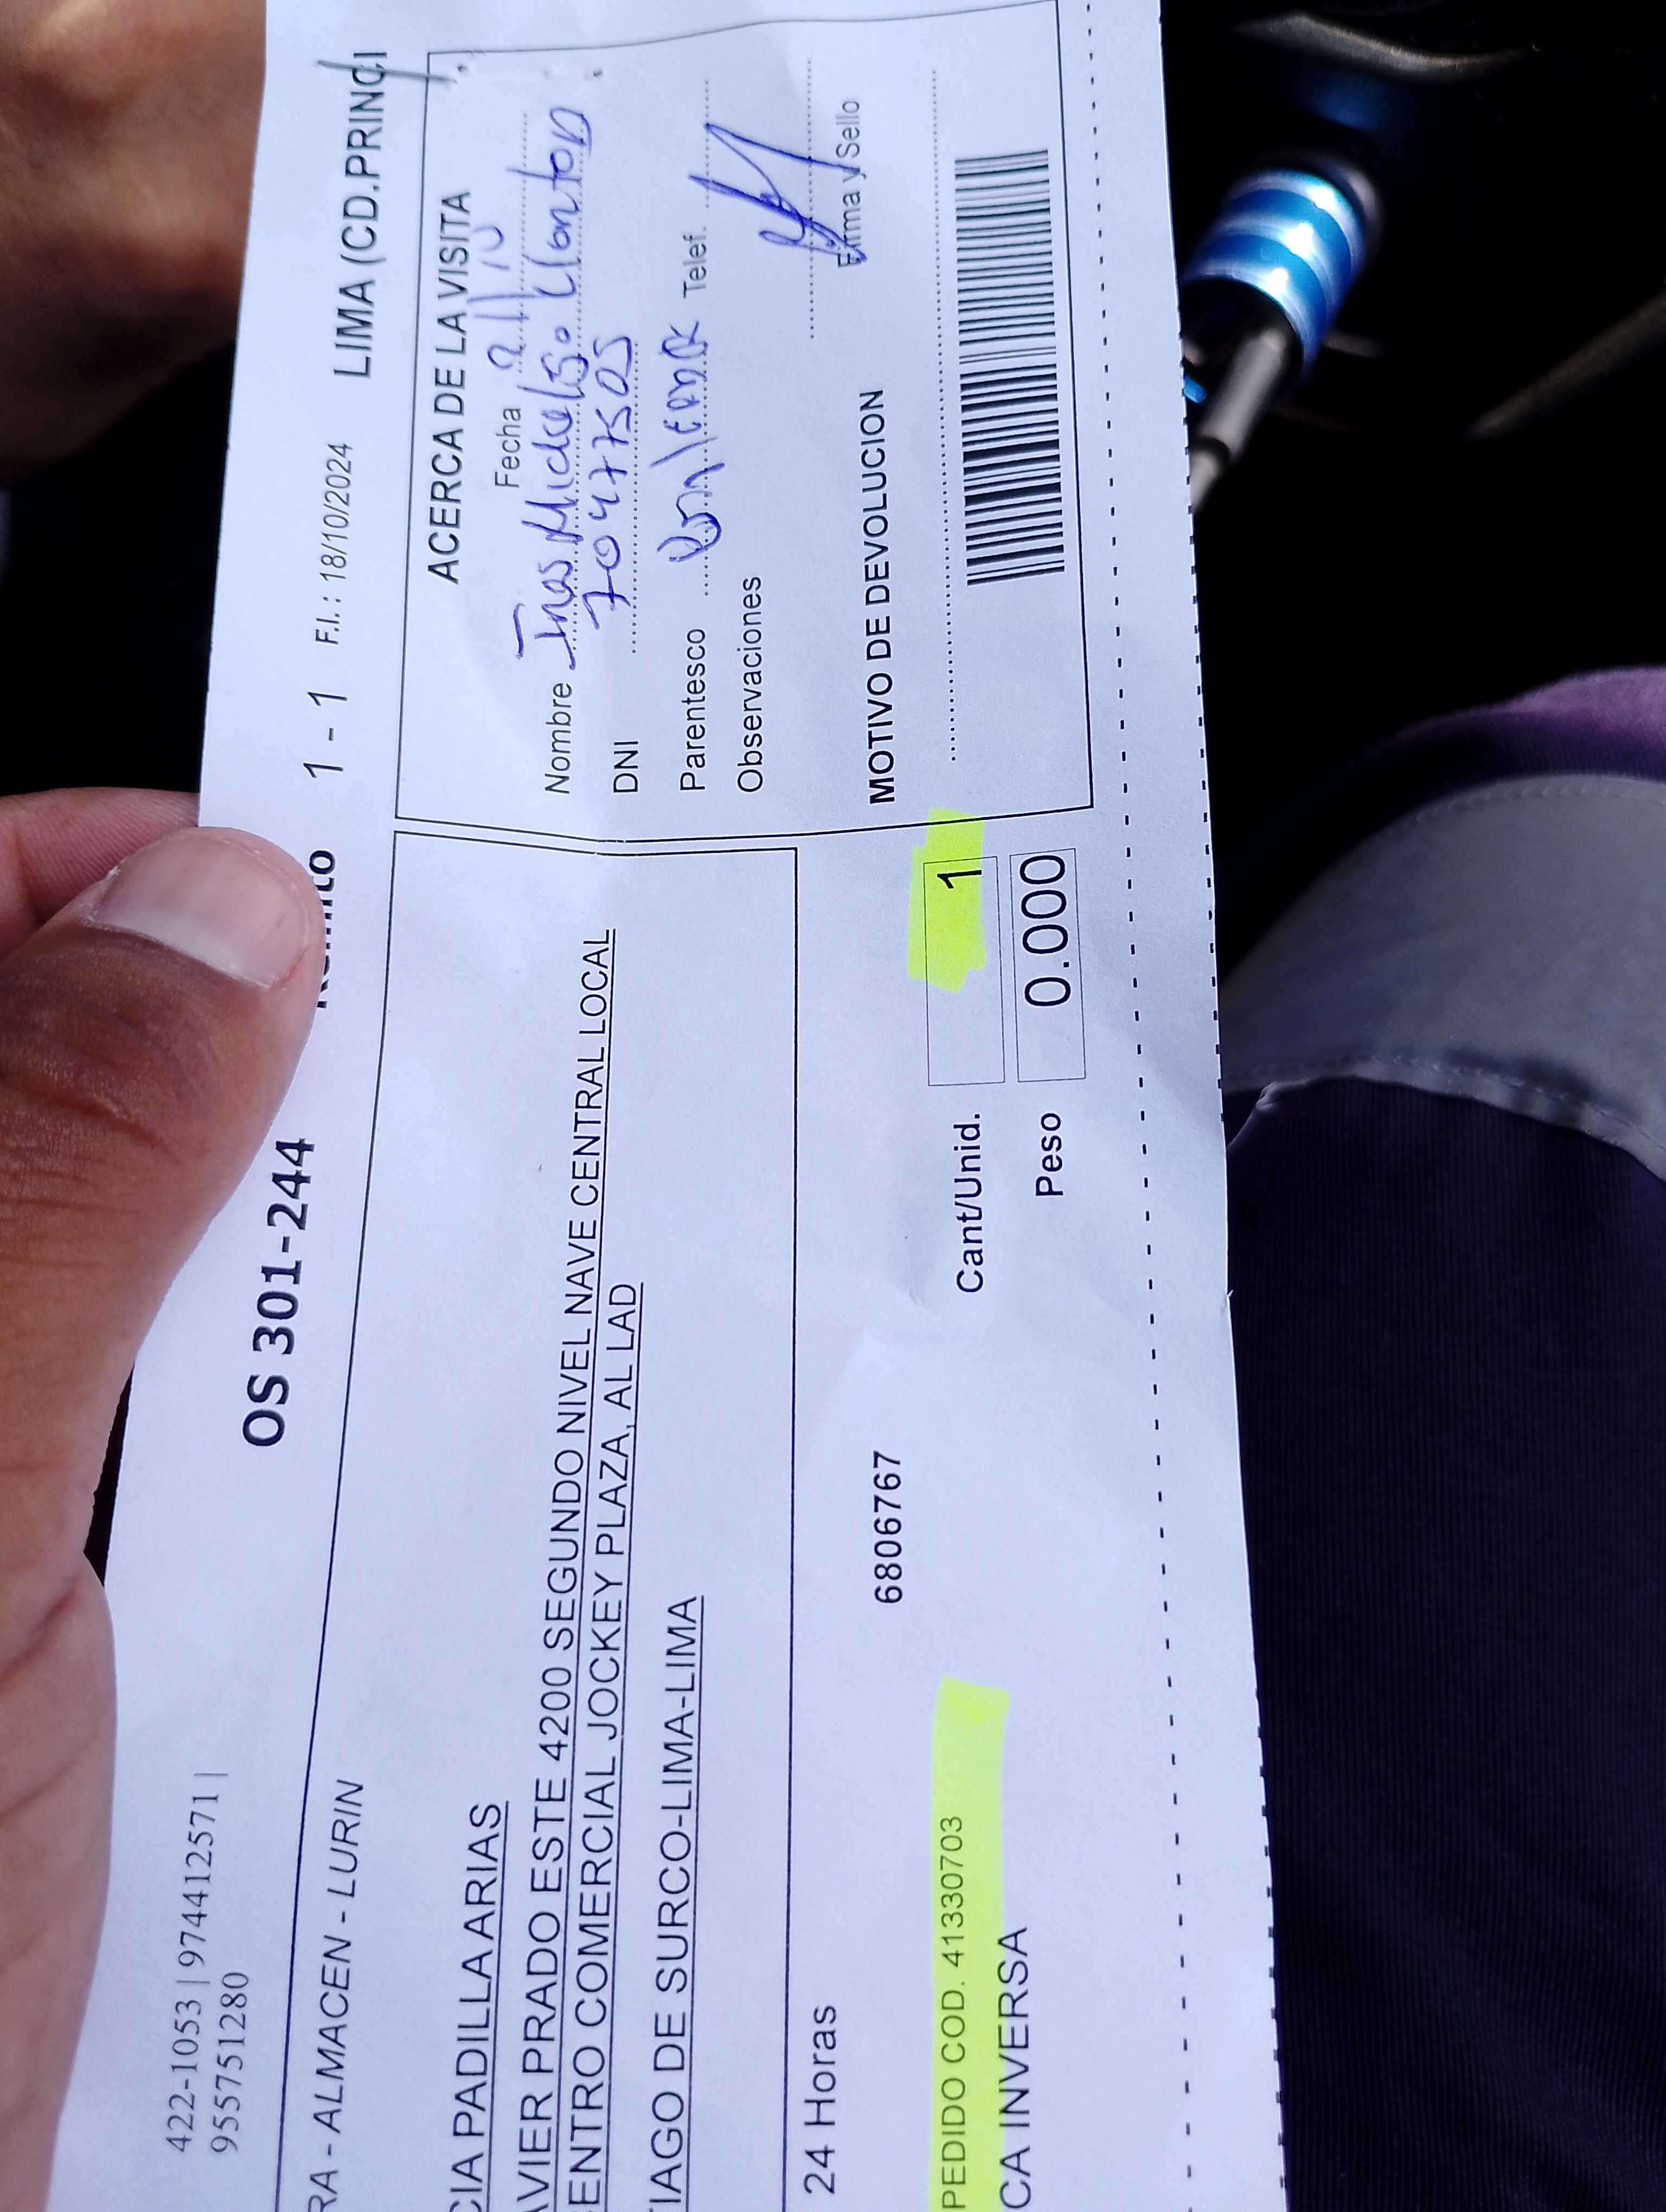 422-1053 | 974412571 |
955751280
OS 301-244
1 - 1 F.I.: 18/10/2024 LIMA (CD.PRINCI
RA - ALMACEN - LURIN
CIA PADILLA ARIAS
AVIER PRADO ESTE 4200 SEGUNDO NIVEL NAVE CENTRAL LOCAL
ENTRO COMERCIAL JOCKEY PLAZA, AL LAD
TIAGO DE SURCO-LIMA-LIMA
24 Horas
6806767
PEDIDO COD. 41330703
CA INVERSA
Cant/Unid. 1
Peso 0.000
ACERCA DE LA VISITA
Fecha
Nombre
DNI 70477505
Parentesco Telef.
Observaciones
Firma y Sello
MOTIVO DE DEVOLUCION